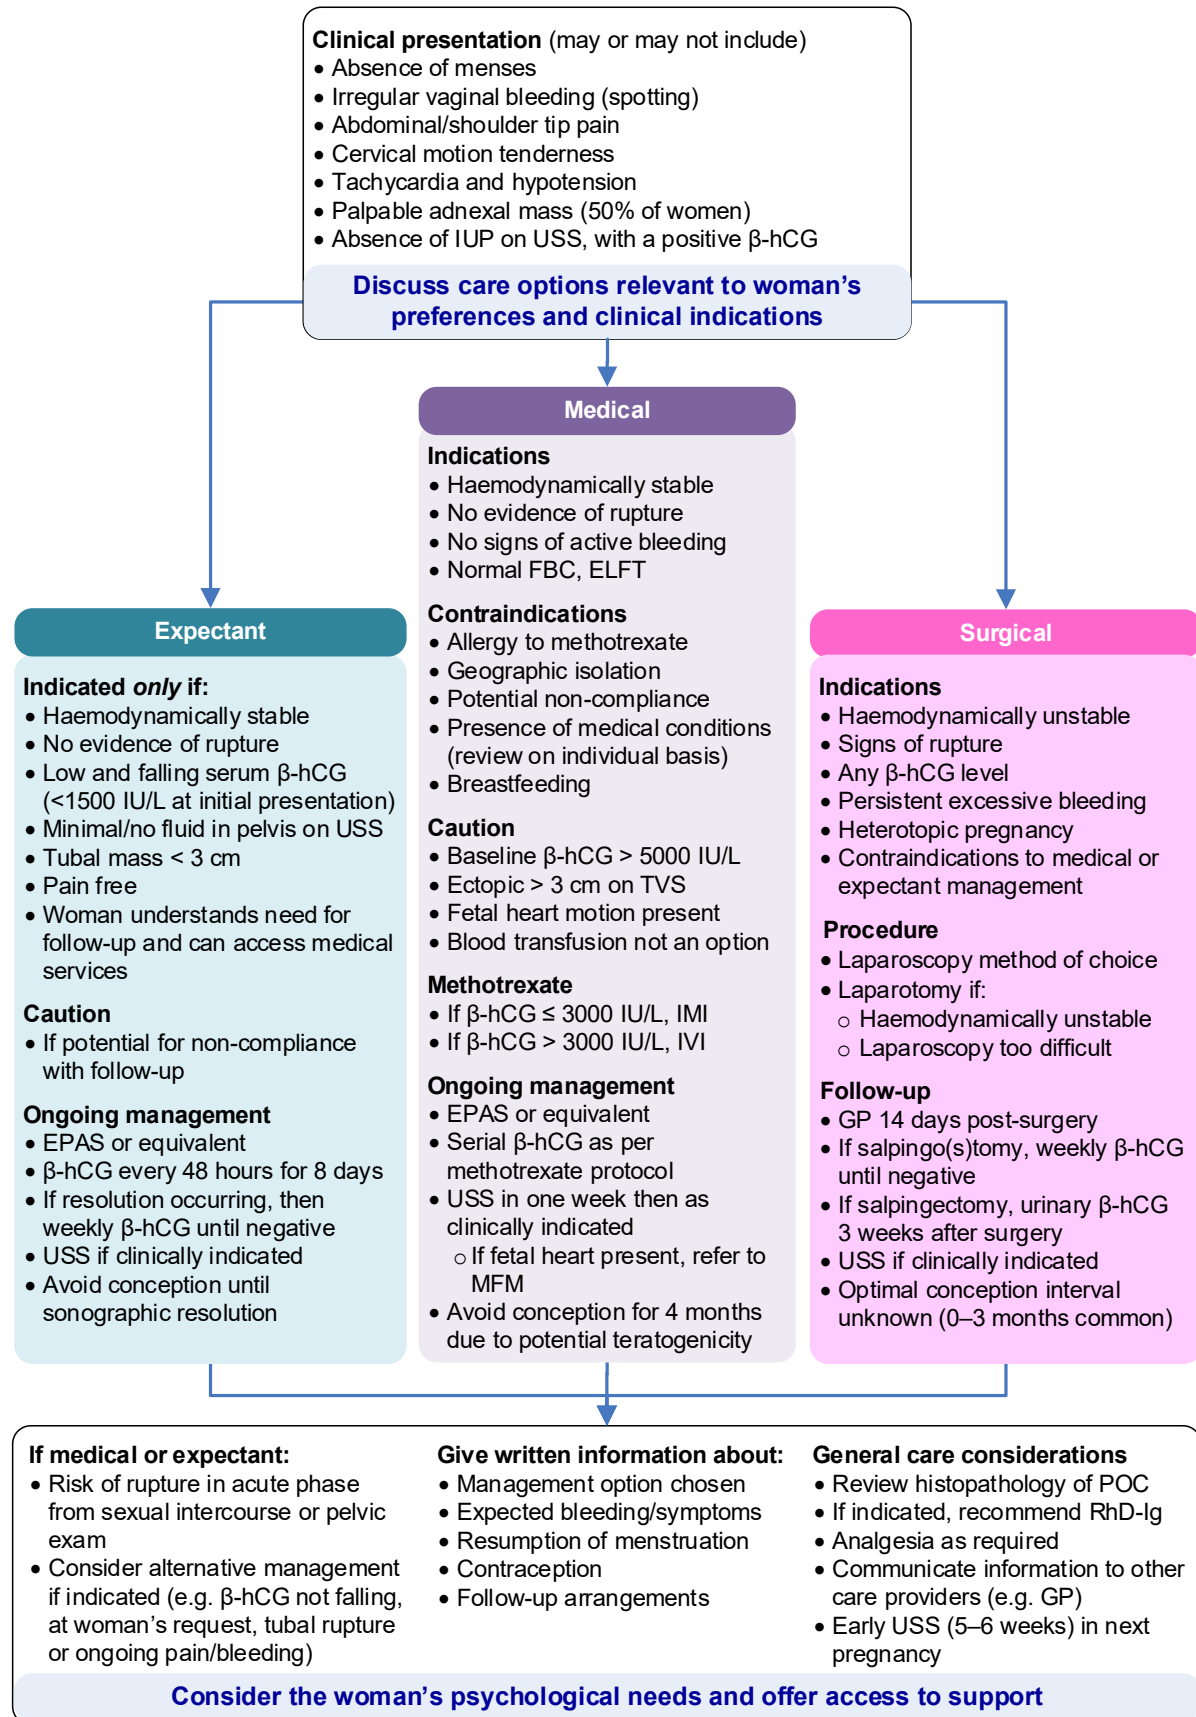 Clinical presentation (may or may not include)
• Absence of menses
• Irregular vaginal bleeding (spotting)
• Abdominal/shoulder tip pain
• Cervical motion tenderness
• Tachycardia and hypotension
• Palpable adnexal mass (50% of women)
• Absence of IUP on USS, with a positive β-hCG
Discuss care options relevant to woman's
preferences and clinical indications
Expectant
Indicated only if:
• Haemodynamically stable
• No evidence of rupture
• Low and falling serum β-hCG
(<1500 IU/L at initial presentation)
• Minimal/no fluid in pelvis on USS
• Tubal mass < 3 cm
• Pain free
• Woman understands need for
follow-up and can access medical
services
Caution
• If potential for non-compliance
with follow-up
Ongoing management
• EPAS or equivalent
• β-hCG every 48 hours for 8 days
• If resolution occurring, then
weekly β-hCG until negative
• USS if clinically indicated
• Avoid conception until
sonographic resolution
Medical
Indications
• Haemodynamically stable
• No evidence of rupture
• No signs of active bleeding
• Normal FBC, ELFT
Contraindications
• Allergy to methotrexate
• Geographic isolation
• Potential non-compliance
• Presence of medical conditions
(review on individual basis)
• Breastfeeding
Caution
• Baseline β-hCG > 5000 IU/L
• Ectopic > 3 cm on TVS
• Fetal heart motion present
• Blood transfusion not an option
Methotrexate
• If β-hCG ≤ 3000 IU/L, IMI
• If β-hCG > 3000 IU/L, IVI
Ongoing management
• EPAS or equivalent
• Serial β-hCG as per
methotrexate protocol
• USS in one week then as
clinically indicated
○ If fetal heart present, refer to
MFM
• Avoid conception for 4 months
due to potential teratogenicity
Surgical
Indications
• Haemodynamically unstable
• Signs of rupture
• Any β-hCG level
• Persistent excessive bleeding
• Heterotopic pregnancy
• Contraindications to medical or
expectant management
Procedure
• Laparoscopy method of choice
• Laparotomy if:
○ Haemodynamically unstable
○ Laparoscopy too difficult
Follow-up
• GP 14 days post-surgery
• If salpingo(s)tomy, weekly β-hCG
until negative
• If salpingectomy, urinary β-hCG
3 weeks after surgery
• USS if clinically indicated
• Optimal conception interval
unknown (0–3 months common)
If medical or expectant:
• Risk of rupture in acute phase
from sexual intercourse or pelvic
exam
• Consider alternative management
if indicated (e.g. β-hCG not falling,
at woman's request, tubal rupture
or ongoing pain/bleeding)
Give written information about:
• Management option chosen
• Expected bleeding/symptoms
• Resumption of menstruation
• Contraception
• Follow-up arrangements
General care considerations
• Review histopathology of POC
• If indicated, recommend RhD-Ig
• Analgesia as required
• Communicate information to other
care providers (e.g. GP)
• Early USS (5–6 weeks) in next
pregnancy
Consider the woman's psychological needs and offer access to support